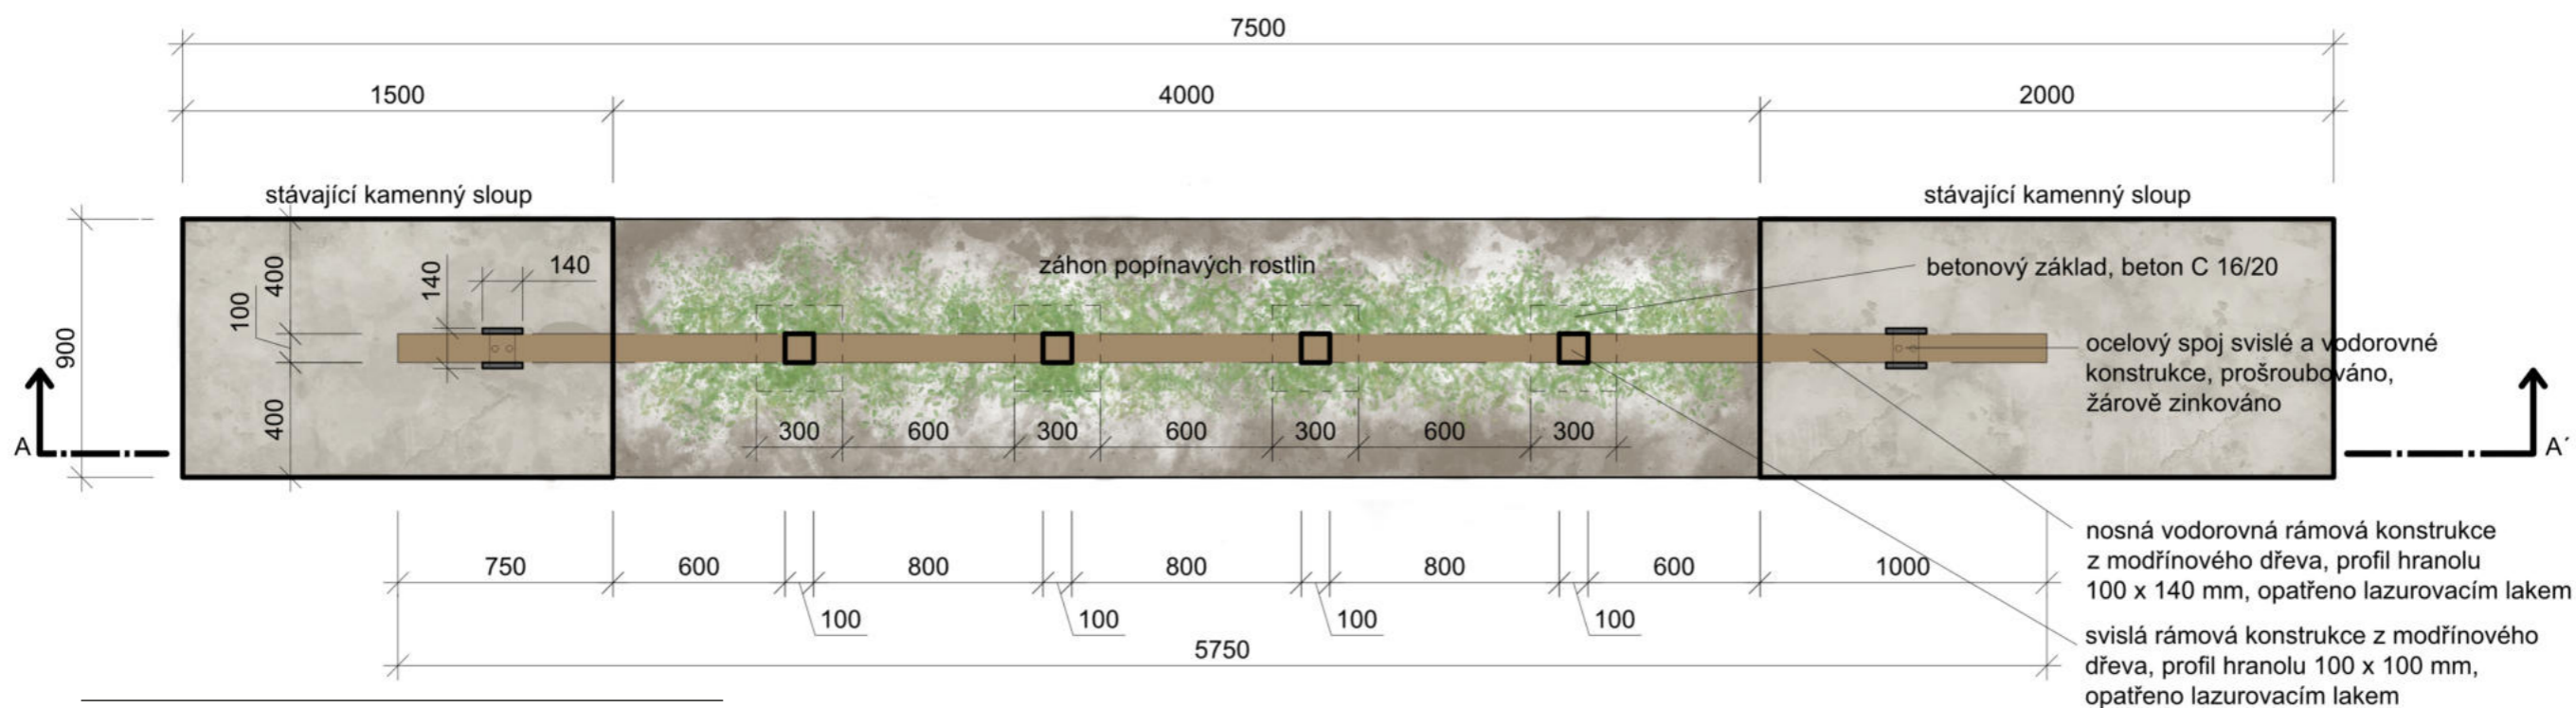 7500
1500
4000
2000
stávající kamenný sloup
stávající kamenný sloup
900
400
100
400
140
140
záhon popínavých rostlin
betonový základ, beton C 16/20
ocelový spoj svislé a vodorovné
konstrukce, prošroubováno,
žárově zinkováno
300
600
300
600
300
600
300
A
A´
750
600
800
800
800
600
1000
100
100
100
100
5750
nosná vodorovná rámová konstrukce
z modřínového dřeva, profil hranolu
100 x 140 mm, opatřeno lazurovacím lakem
svislá rámová konstrukce z modřínového
dřeva, profil hranolu 100 x 100 mm,
opatřeno lazurovacím lakem